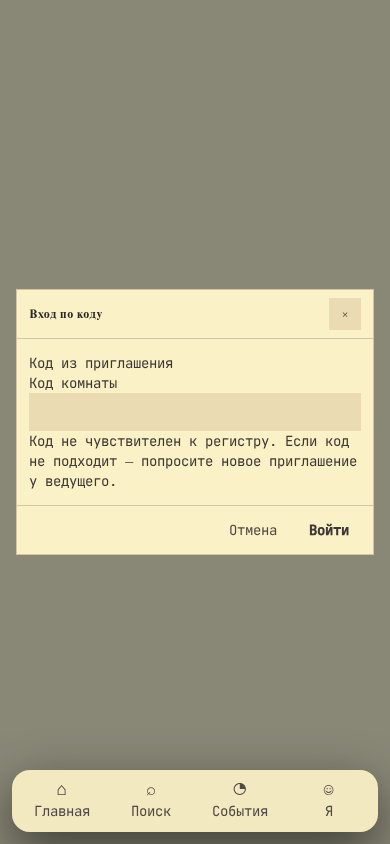 Вход по коду
×
Код из приглашения
Код комнаты
Код не чувствителен к регистру. Если код
не подходит — попросите новое приглашение
у ведущего.
Отмена
Войти
Главная
Поиск
События
Я